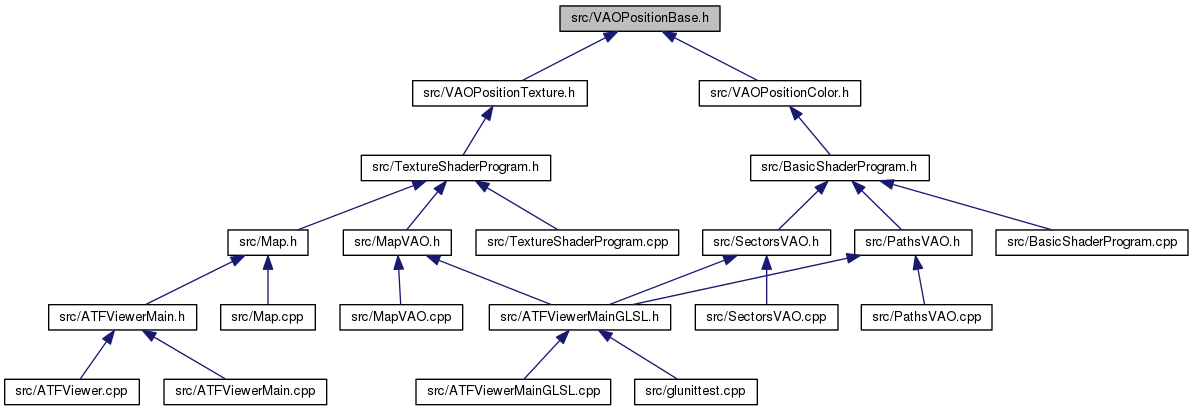 src/VAOPositionBase.h
src/VAOPositionTexture.h
src/VAOPositionColor.h
src/TextureShaderProgram.h
src/BasicShaderProgram.h
src/Map.h
src/MapVAO.h
src/TextureShaderProgram.cpp
src/SectorsVAO.h
src/PathsVAO.h
src/BasicShaderProgram.cpp
src/ATFViewerMain.h
src/Map.cpp
src/MapVAO.cpp
src/ATFViewerMainGLSL.h
src/SectorsVAO.cpp
src/PathsVAO.cpp
src/ATFViewer.cpp
src/ATFViewerMain.cpp
src/ATFViewerMainGLSL.cpp
src/glunittest.cpp